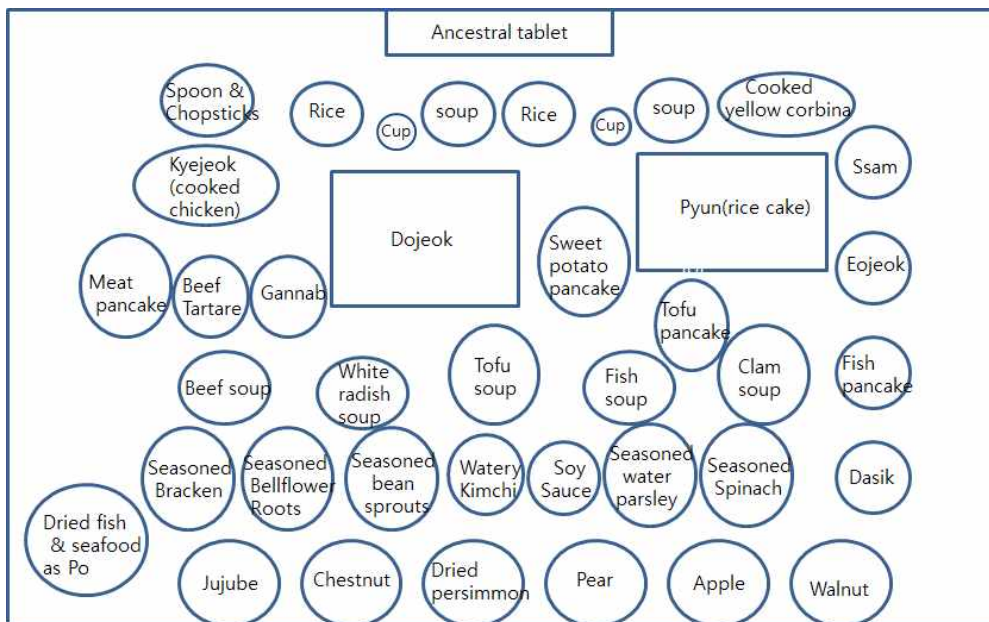 Ancestral tablet
Spoon &
Chopsticks
Rice
Cup
soup
Rice
Cup
soup
Cooked
yellow corbina
Kyejeok
(cooked
chicken)
Dojeok
Sweet
potato
pancake
Pyun(rice cake)
Ssam
Eojeok
Meat
pancake
Beef
Tartare
Gannab
Tofu
pancake
Beef soup
White
radish
soup
Tofu
soup
Fish
soup
Clam
soup
Fish
pancake
Seasoned
Bracken
Seasoned
Bellflower
Roots
Seasoned
bean
sprouts
Watery
Kimchi
Soy
Sauce
Seasoned
water
parsley
Seasoned
Spinach
Dasik
Dried fish
& seafood
as Po
Jujube
Chestnut
Dried
persimmon
Pear
Apple
Walnut